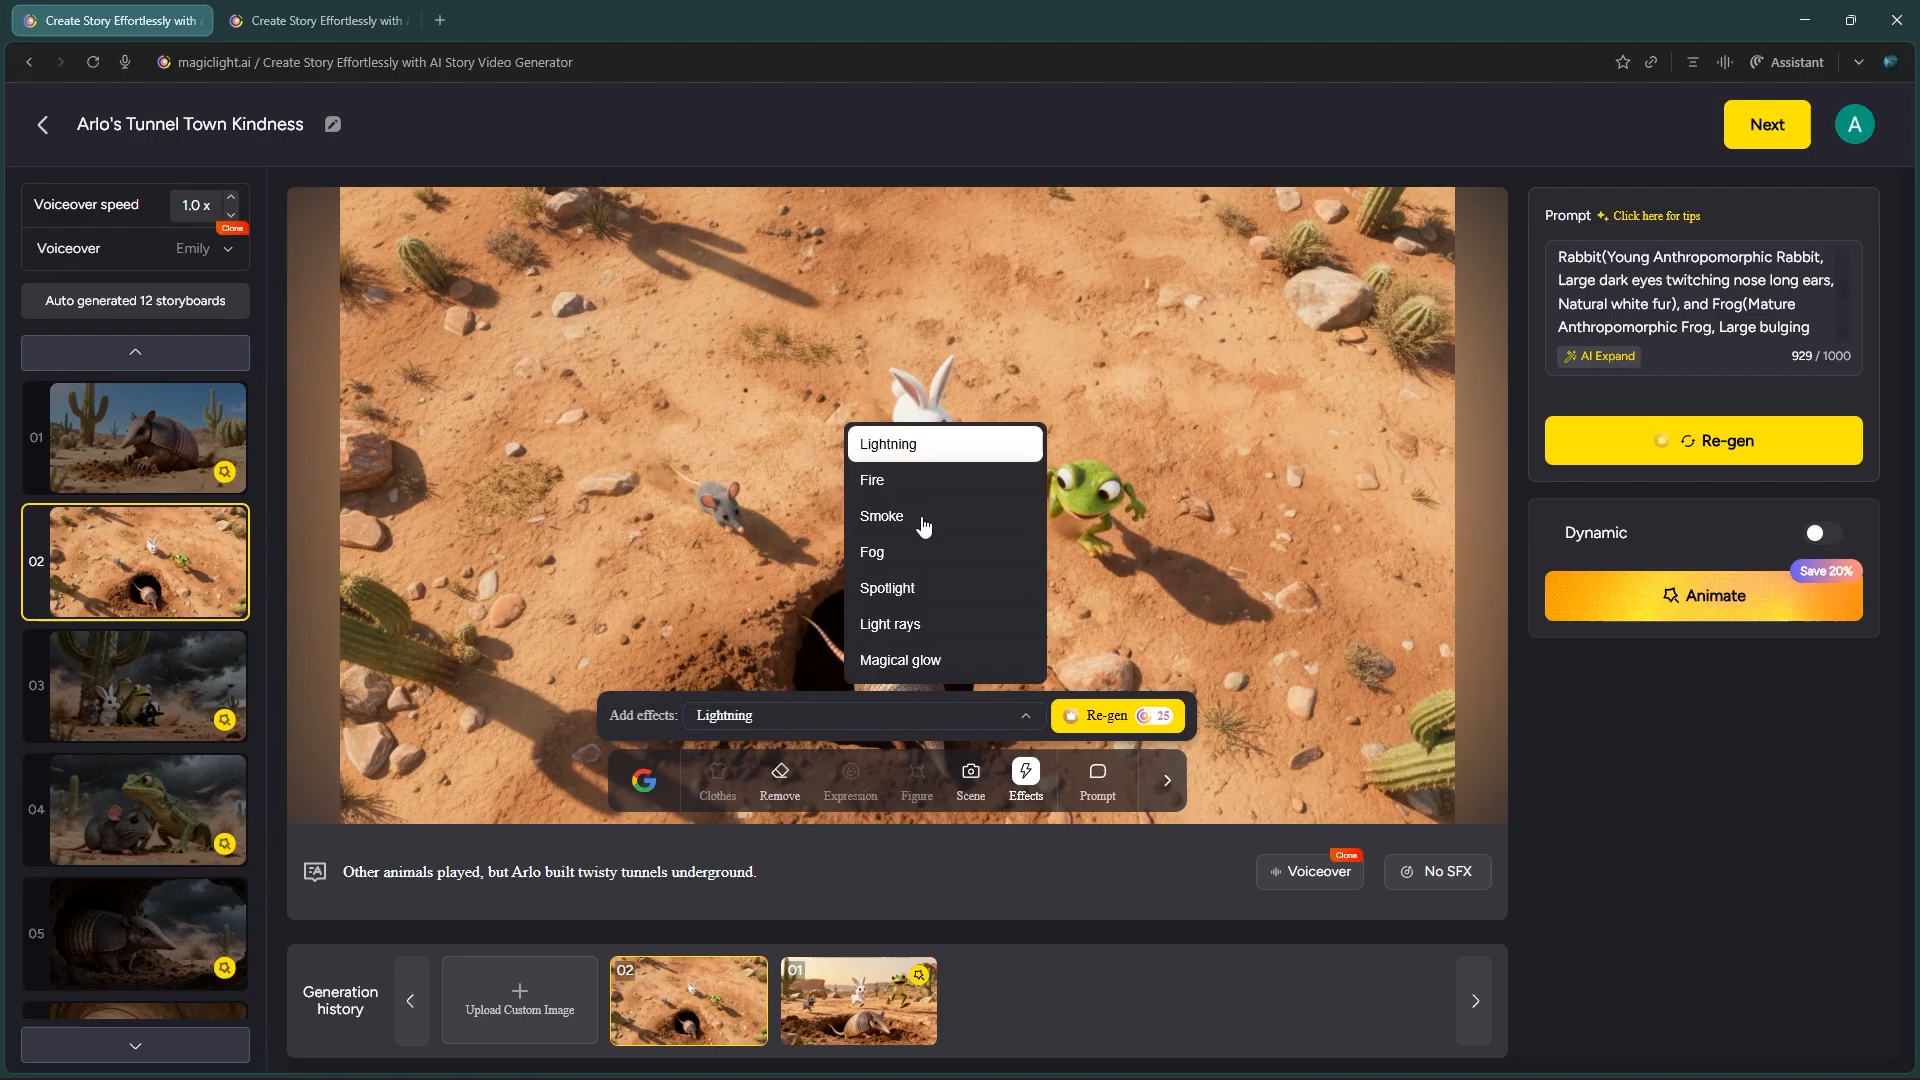 Create Story Effortlessly with
Create Story Effortlessly with
magiclight.ai / Create Story Effortlessly with AI Story Video Generator
Assistant
Arlo's Tunnel Town Kindness
Next
A
Voiceover speed
1.0 x
Clone
Voiceover
Emily
Auto generated 12 storyboards
01
02
03
04
05
Lightning
Fire
Smoke
Fog
Spotlight
Light rays
Magical glow
Add effects:
Lightning
Re-gen
25
Clothes
Remove
Expression
Figure
Scene
Effects
Prompt
Other animals played, but Arlo built twisty tunnels underground.
Clone
Voiceover
No SFX
Generation
history
Upload Custom Image
02
01
Prompt
Click here for tips
Rabbit(Young Anthropomorphic Rabbit,
Large dark eyes twitching nose long ears,
Natural white fur), and Frog(Mature
Anthropomorphic Frog, Large bulging
AI Expand
929 / 1000
Re-gen
Dynamic
Save 20%
Animate